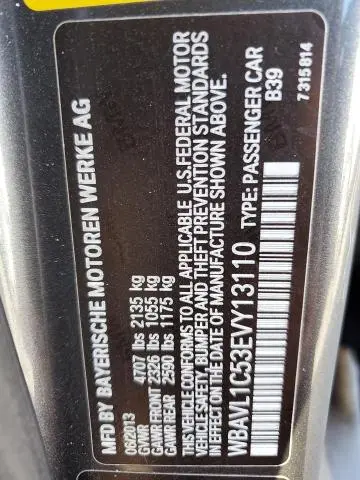 MFD BY BAYERISCHE MOTOREN WERKE AG
06/2013
GVWR 4707 lbs 2135 kg
GAWR FRONT 2326 lbs 1055 kg
GAWR REAR 2590 lbs 1175 kg
THIS VEHICLE CONFORMS TO ALL APPLICABLE U.S. FEDERAL MOTOR
VEHICLE SAFETY, BUMPER AND THEFT PREVENTION STANDARDS
IN EFFECT ON THE DATE OF MANUFACTURE SHOWN ABOVE.
WBAVL1C53EVY13110 TYPE: PASSENGER CAR
B39
7 315 814